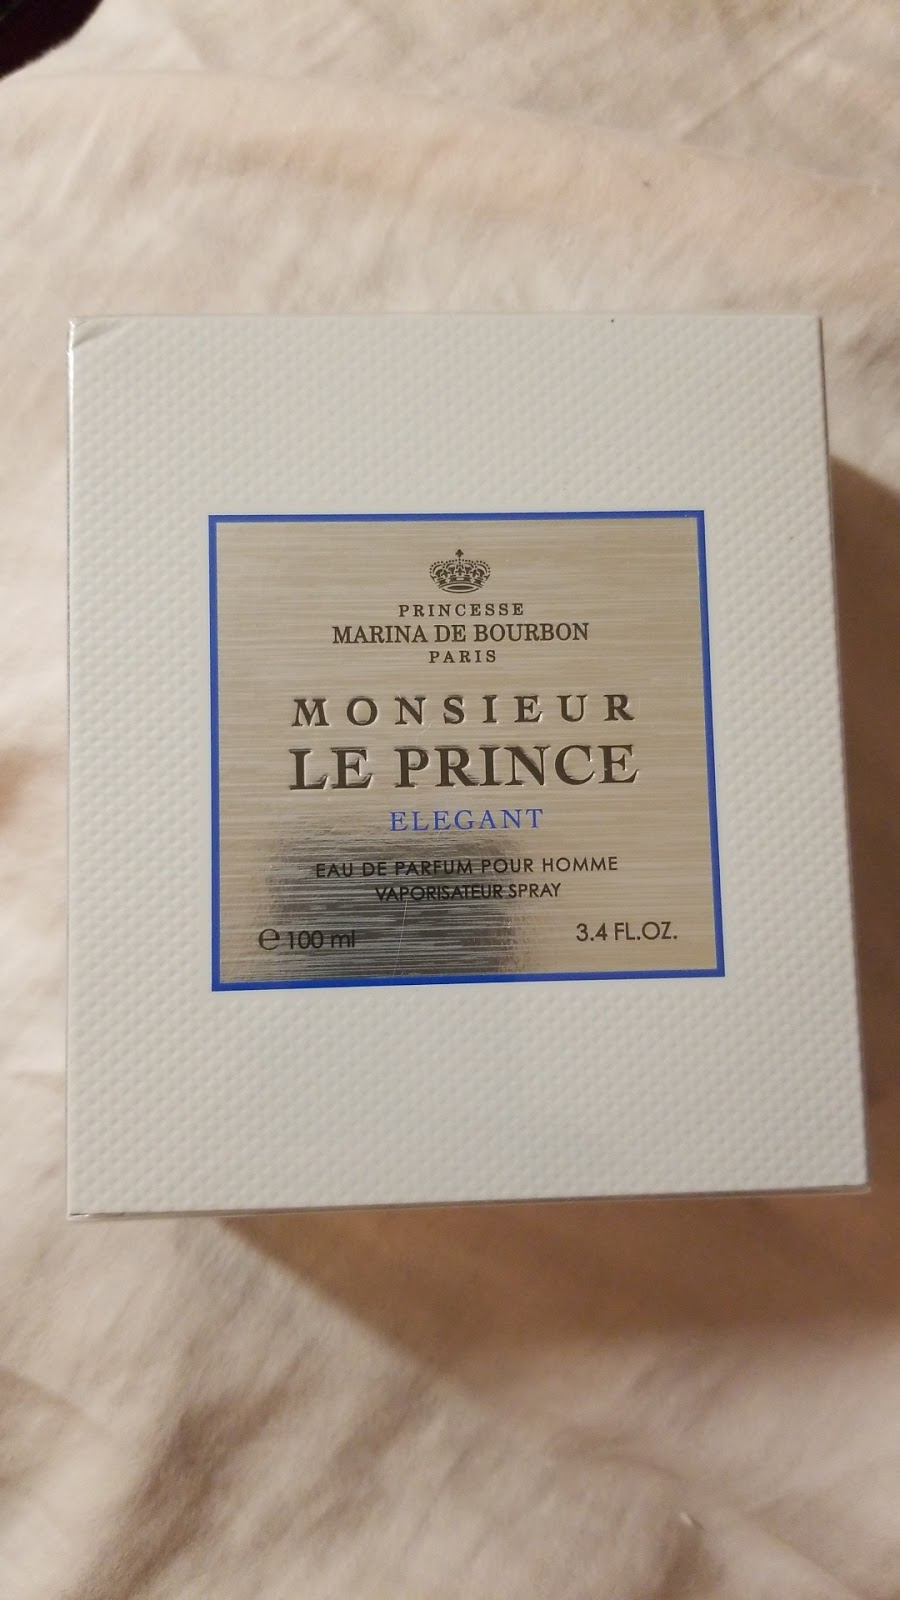 PRINCESSE
MARINA DE BOURBON
PARIS
MONSIEUR
LE PRINCE
ELEGANT
EAU DE PARFUM POUR HOMME
VAPORISATEUR SPRAY
℮ 100 ml 3.4 FL.OZ.